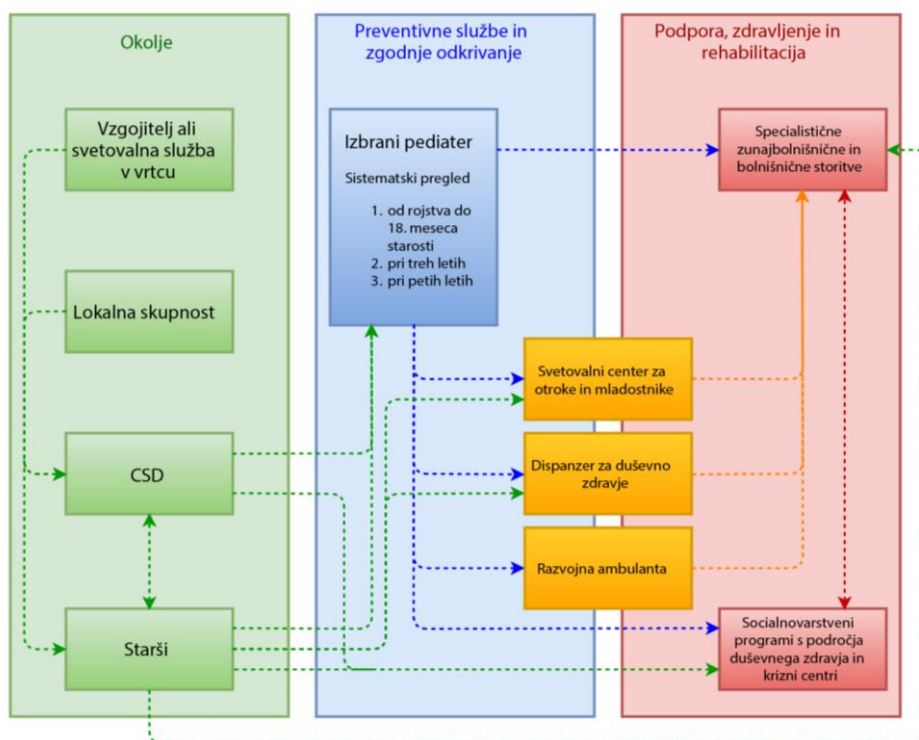 Okolje
Vzgojitelj ali
svetovalna služba
v vrtcu
Lokalna skupnost
CSD
Starši
Preventivne službe in
zgodnje odkrivanje
Izbrani pediater
Sistematski pregled
1. od rojstva do
18. meseca
starosti
2. pri treh letih
3. pri petih letih
Svetovalni center za
otroke in mladostnike
Dispanzer za duševno
zdravje
Razvojna ambulanta
Podpora, zdravljenje in
rehabilitacija
Specialistične
zunajbolnišnične in
bolnišnične storitve
Socialnovarstveni
programi s področja
duševnega zdravja in
krizni centri